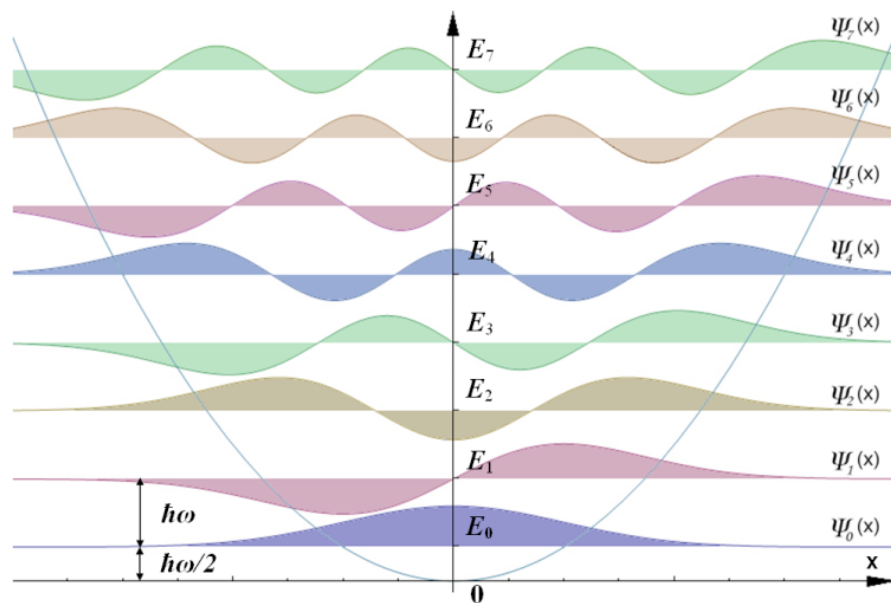 Ψ₇(x)
E₇
Ψ₆(x)
E₆
Ψ₅(x)
E₅
Ψ₄(x)
E₄
Ψ₃(x)
E₃
Ψ₂(x)
E₂
Ψ₁(x)
E₁
ħω
Ψ₀(x)
E₀
ħω/2
x
0